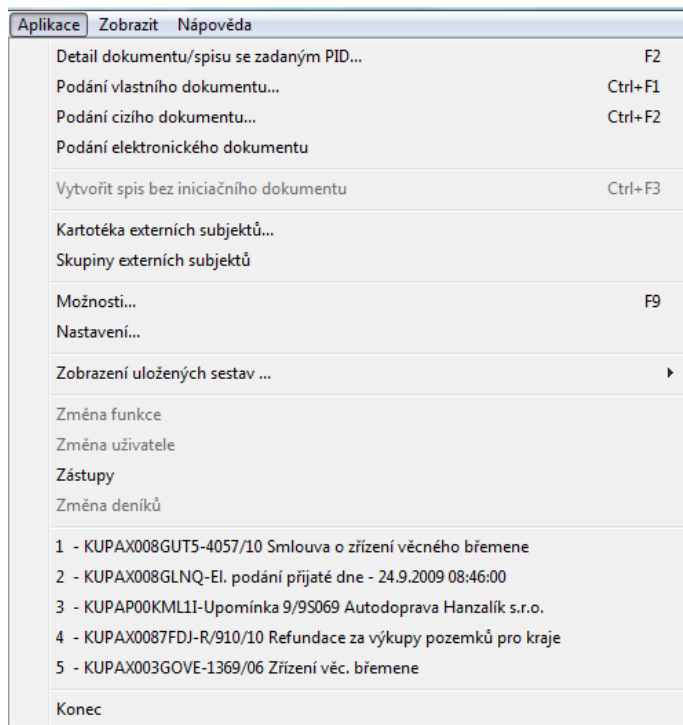 Aplikace Zobrazit Nápověda
Detail dokumentu/spisu se zadaným PID... F2
Podání vlastního dokumentu... Ctrl+F1
Podání cizího dokumentu... Ctrl+F2
Podání elektronického dokumentu
Vytvořit spis bez iniciačního dokumentu Ctrl+F3
Kartotéka externích subjektů...
Skupiny externích subjektů
Možnosti... F9
Nastavení...
Zobrazení uložených sestav ...
Změna funkce
Změna uživatele
Zástupy
Změna deníků
1 - KUPAX008GUT5-4057/10 Smlouva o zřízení věcného břemene
2 - KUPAX008GLNQ-El. podání přijaté dne - 24.9.2009 08:46:00
3 - KUPAP00KML1I-Upomínka 9/9S069 Autodoprava Hanzalík s.r.o.
4 - KUPAX0087FDJ-R/910/10 Refundace za výkupy pozemků pro kraje
5 - KUPAX003GOVE-1369/06 Zřízení věc. břemene
Konec